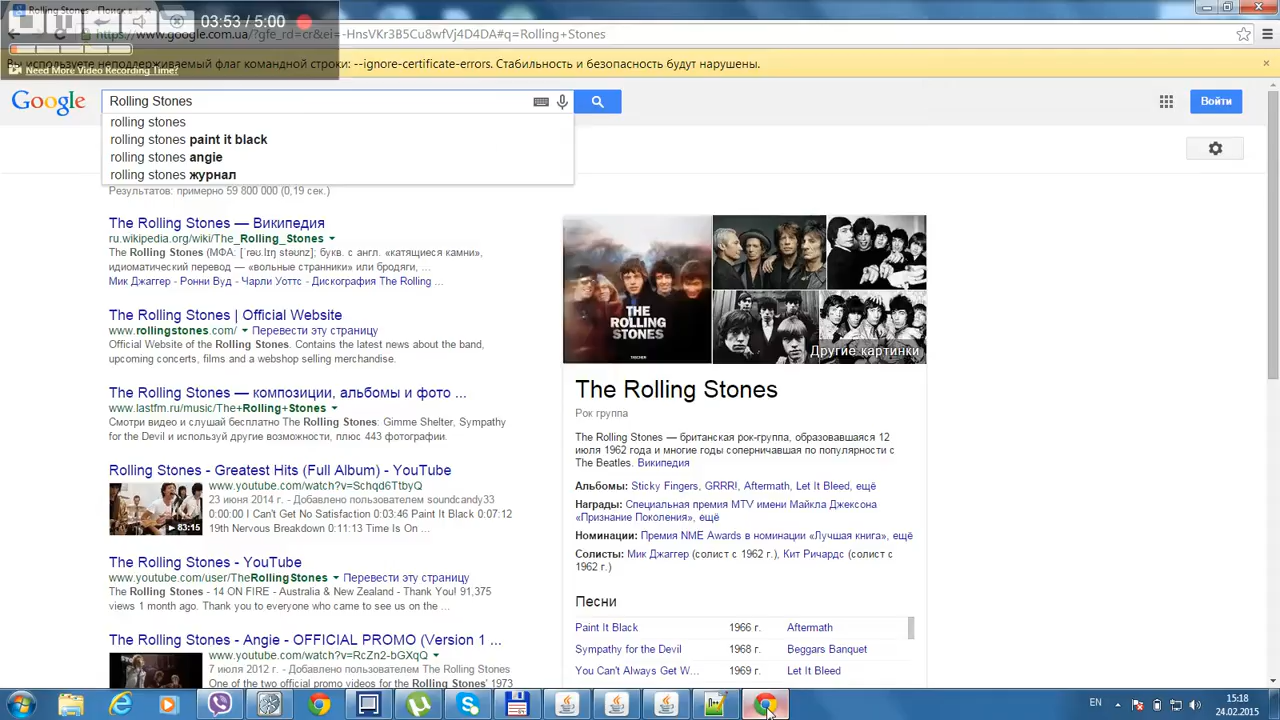 Rolling Stones - Поиск в
03:53 / 5:00
https://www.google.com.ua/?gfe_rd=cr&ei=-HnsVKr3B5Cu8wfVj4D4DA#q=Rolling+Stones
Вы используете неподдерживаемый флаг командной строки: --ignore-certificate-errors. Стабильность и безопасность будут нарушены.
Need More Video Recording Time?
Google
Rolling Stones
Войти
rolling stones
rolling stones paint it black
rolling stones angie
rolling stones журнал
Результатов: примерно 59 800 000 (0,19 сек.)
The Rolling Stones — Википедия
ru.wikipedia.org/wiki/The_Rolling_Stones
The Rolling Stones (МФА: [ˈrəʊ.lɪŋ stəʊnz]; букв. с англ. «катящиеся камни»,
идиоматический перевод — «вольные странники» или бродяги, ...
Мик Джаггер - Ронни Вуд - Чарли Уоттс - Дискография The Rolling ...
The Rolling Stones | Official Website
www.rollingstones.com/ Перевести эту страницу
Official Website of the Rolling Stones. Contains the latest news about the band,
upcoming concerts, films and a webshop selling merchandise.
The Rolling Stones — композиции, альбомы и фото ...
www.lastfm.ru/music/The+Rolling+Stones
Смотри видео и слушай бесплатно The Rolling Stones: Gimme Shelter, Sympathy
for the Devil и используй другие возможности, плюс 443 фотографии.
Rolling Stones - Greatest Hits (Full Album) - YouTube
www.youtube.com/watch?v=Schqd6TtbyQ
23 июня 2014 г. - Добавлено пользователем soundcandy33
0:00:00 I Can't Get No Satisfaction 0:03:46 Paint It Black 0:07:12
19th Nervous Breakdown 0:11:13 Time Is On ...
83:15
The Rolling Stones - YouTube
www.youtube.com/user/TheRollingStones Перевести эту страницу
The Rolling Stones - 14 ON FIRE - Australia & New Zealand - Thank You! 91,375
views 1 month ago. Thank you to everyone who came to see us on the ...
The Rolling Stones - Angie - OFFICIAL PROMO (Version 1 ...
www.youtube.com/watch?v=RcZn2-bGXqQ
7 июля 2012 г. - Добавлено пользователем The Rolling Stones
One of the two official promo videos for the Rolling Stones' 1973
THE
ROLLING
STONES
TASCHEN
Другие картинки
The Rolling Stones
Рок группа
The Rolling Stones — британская рок-группа, образовавшаяся 12
июля 1962 года и многие годы соперничавшая по популярности с
The Beatles. Википедия
Альбомы: Sticky Fingers, GRRR!, Aftermath, Let It Bleed, ещё
Награды: Специальная премия MTV имени Майкла Джексона
«Признание Поколения», ещё
Номинации: Премия NME Awards в номинации «Лучшая книга», ещё
Солисты: Мик Джаггер (солист с 1962 г.), Кит Ричардс (солист с
1962 г.)
Песни
Paint It Black 1966 г. Aftermath
Sympathy for the Devil 1968 г. Beggars Banquet
You Can't Always Get W... 1969 г. Let It Bleed
EN
15:18
24.02.2015